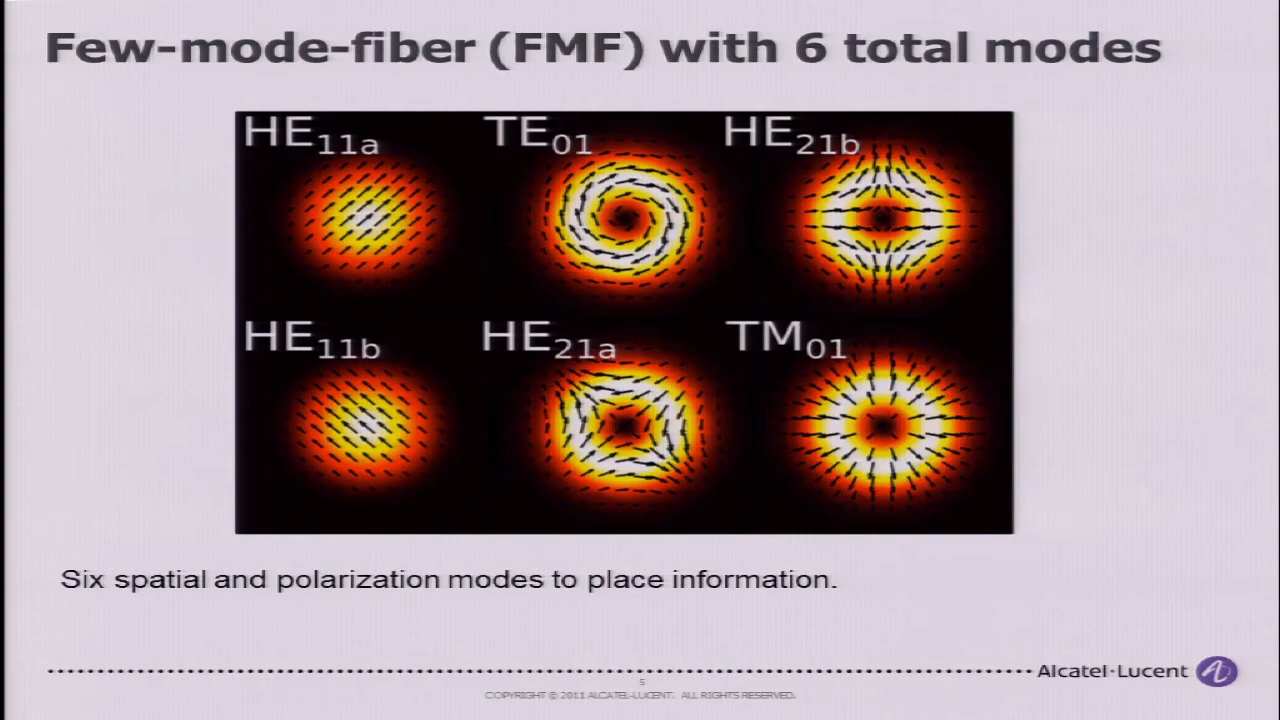 Few-mode-fiber (FMF) with 6 total modes
HE11a TE01 HE21b
HE11b HE21a TM01
Six spatial and polarization modes to place information.
Alcatel·Lucent
5
COPYRIGHT © 2011 ALCATEL-LUCENT. ALL RIGHTS RESERVED.